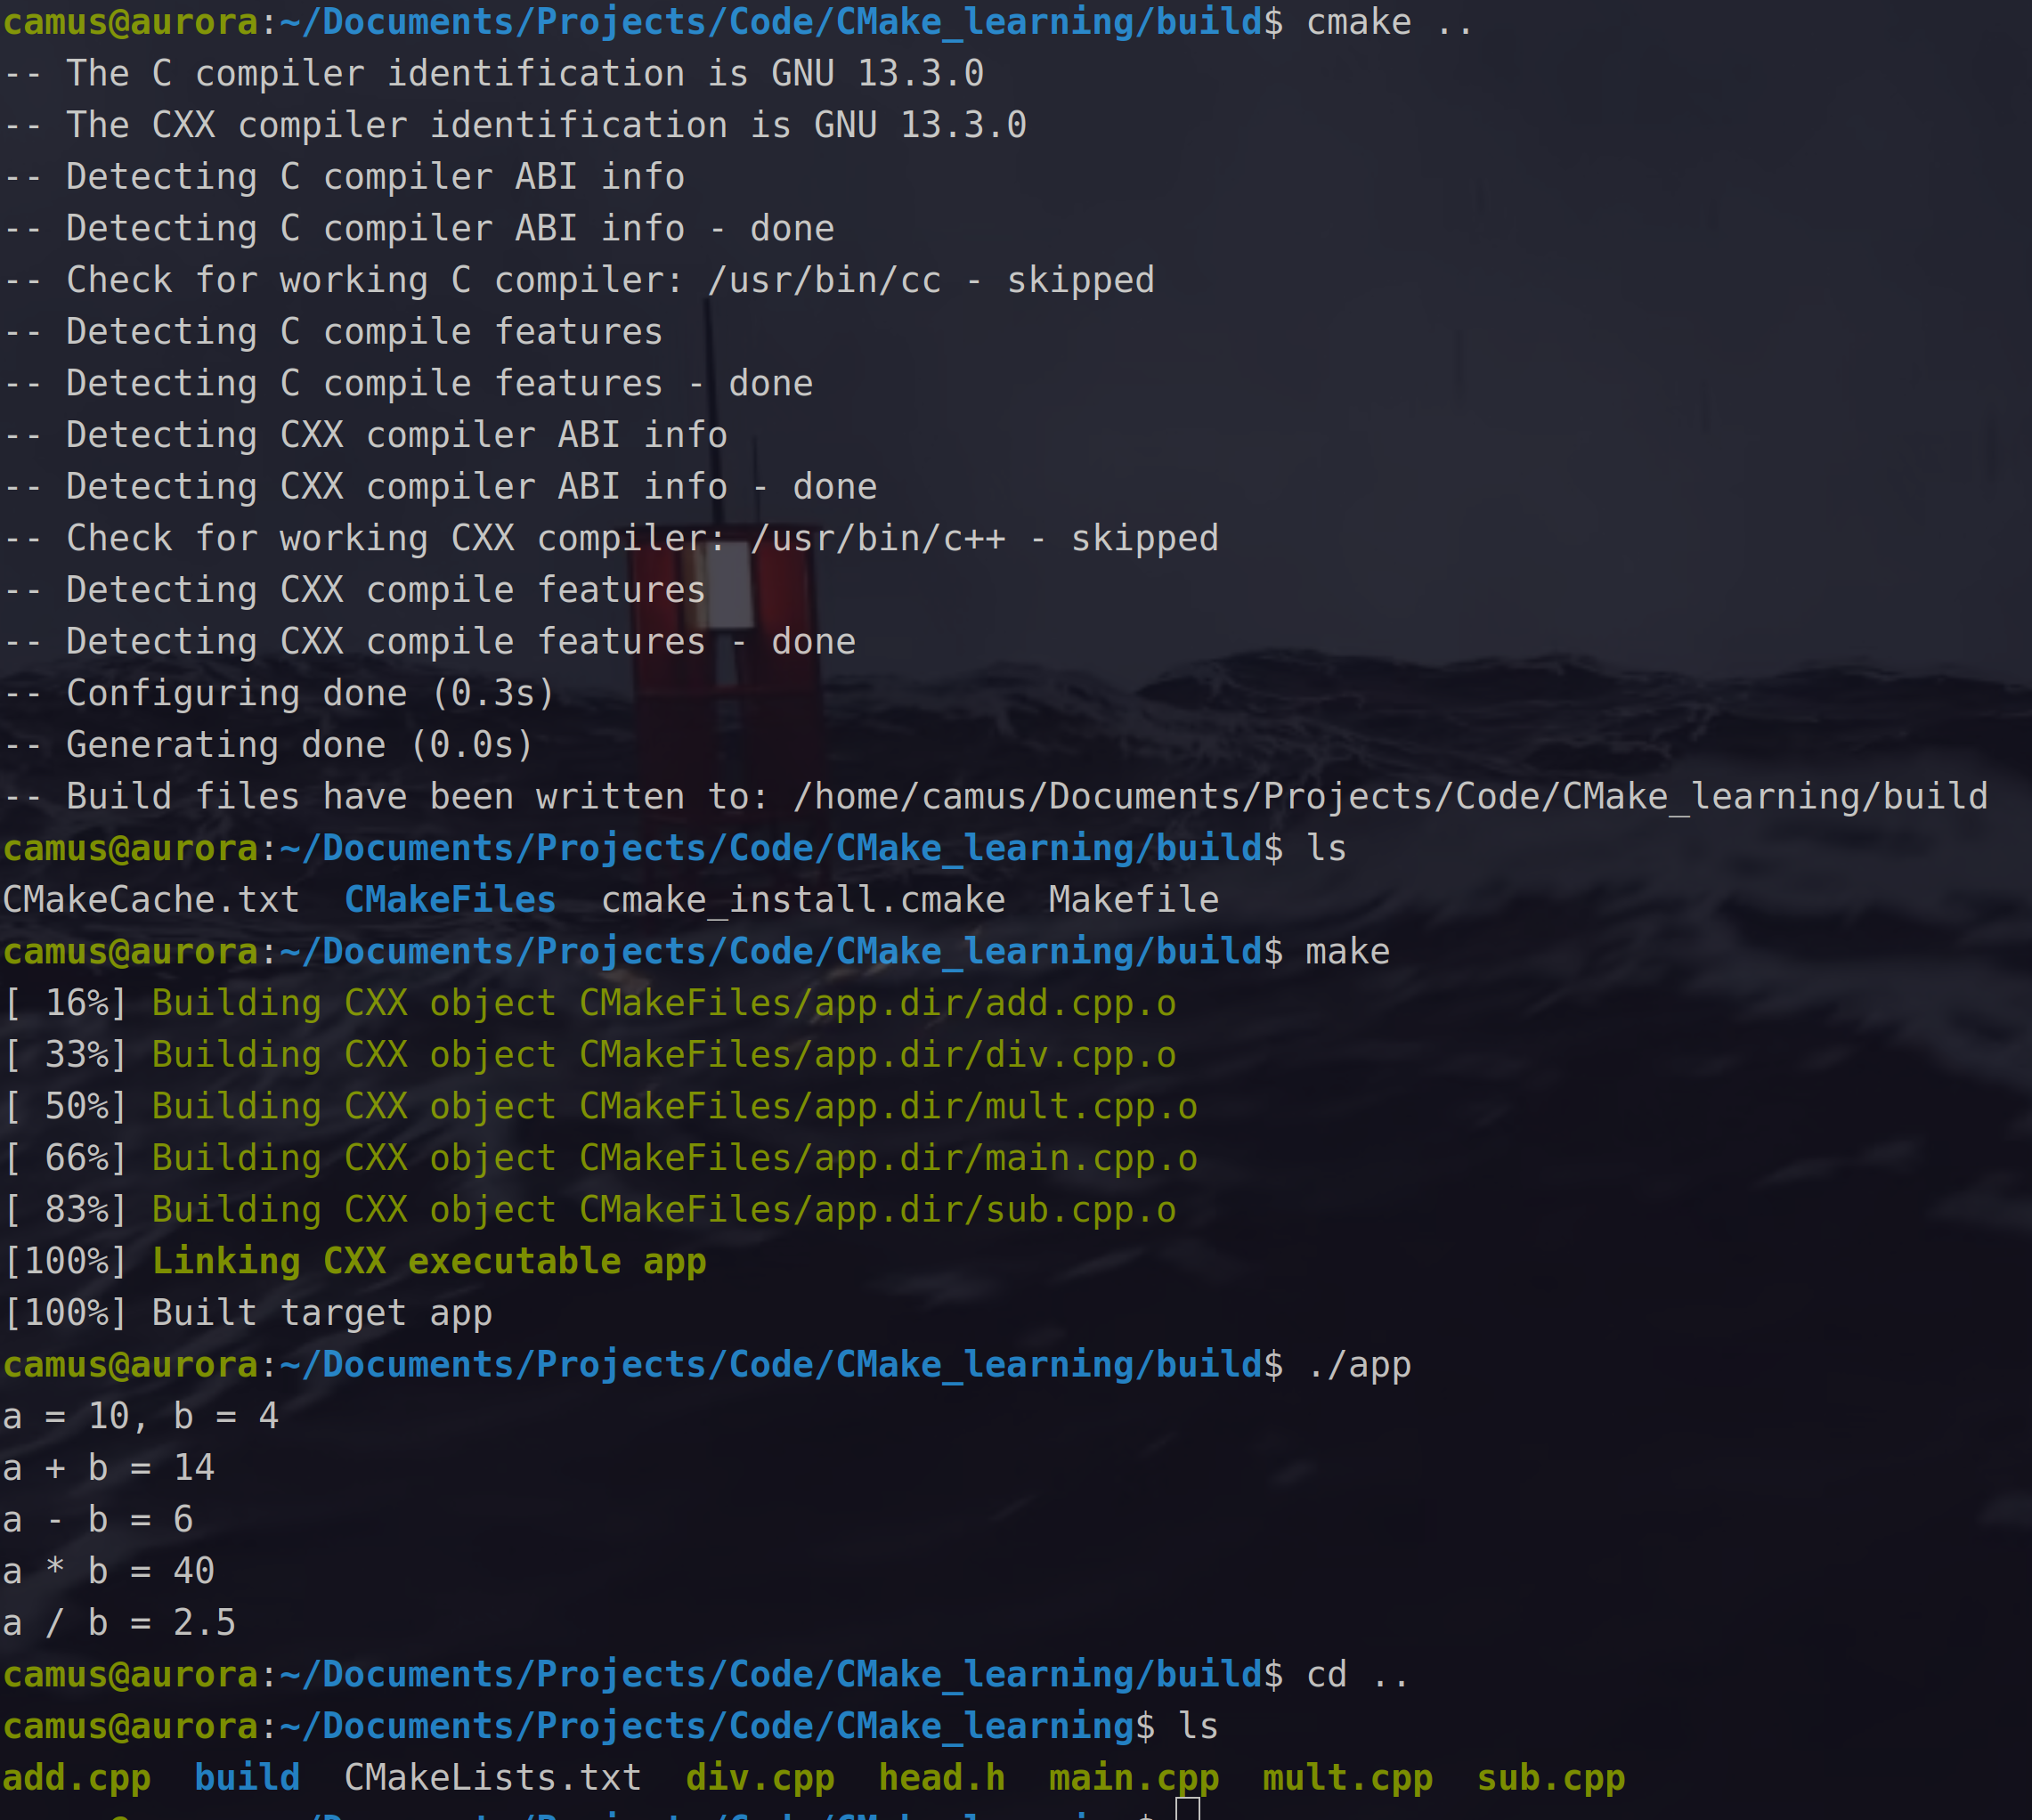 camus@aurora:~/Documents/Projects/Code/CMake_learning/build$ cmake ..
-- The C compiler identification is GNU 13.3.0
-- The CXX compiler identification is GNU 13.3.0
-- Detecting C compiler ABI info
-- Detecting C compiler ABI info - done
-- Check for working C compiler: /usr/bin/cc - skipped
-- Detecting C compile features
-- Detecting C compile features - done
-- Detecting CXX compiler ABI info
-- Detecting CXX compiler ABI info - done
-- Check for working CXX compiler: /usr/bin/c++ - skipped
-- Detecting CXX compile features
-- Detecting CXX compile features - done
-- Configuring done (0.3s)
-- Generating done (0.0s)
-- Build files have been written to: /home/camus/Documents/Projects/Code/CMake_learning/build
camus@aurora:~/Documents/Projects/Code/CMake_learning/build$ ls
CMakeCache.txt  CMakeFiles  cmake_install.cmake  Makefile
camus@aurora:~/Documents/Projects/Code/CMake_learning/build$ make
[ 16%] Building CXX object CMakeFiles/app.dir/add.cpp.o
[ 33%] Building CXX object CMakeFiles/app.dir/div.cpp.o
[ 50%] Building CXX object CMakeFiles/app.dir/mult.cpp.o
[ 66%] Building CXX object CMakeFiles/app.dir/main.cpp.o
[ 83%] Building CXX object CMakeFiles/app.dir/sub.cpp.o
[100%] Linking CXX executable app
[100%] Built target app
camus@aurora:~/Documents/Projects/Code/CMake_learning/build$ ./app
a = 10, b = 4
a + b = 14
a - b = 6
a * b = 40
a / b = 2.5
camus@aurora:~/Documents/Projects/Code/CMake_learning/build$ cd ..
camus@aurora:~/Documents/Projects/Code/CMake_learning$ ls
add.cpp  build  CMakeLists.txt  div.cpp  head.h  main.cpp  mult.cpp  sub.cpp